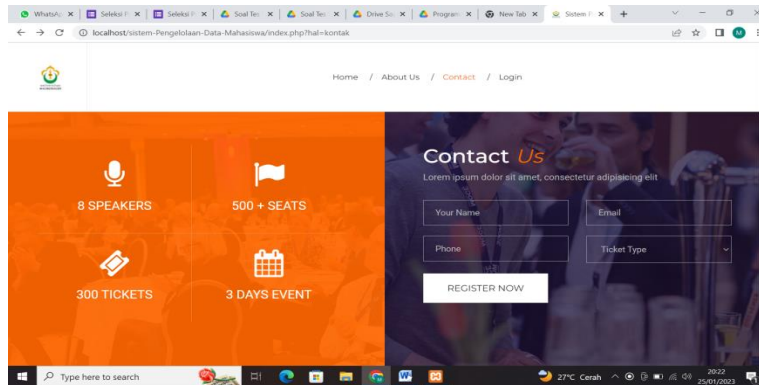 WhatsA
Seleksi
Seleksi
Soal Te
Soal Tes
Drive So
Program
New Tab
Sistem
localhost/sistem-Pengelolaan-Data-Mahasiswa/index.php?hal=kontak
M
Home / About Us / Contact / Login
8 SPEAKERS
500 + SEATS
300 TICKETS
3 DAYS EVENT
Contact Us
Lorem ipsum dolor sit amet, consectetur adipisicing elit
Your Name
Email
Phone
Ticket Type
REGISTER NOW
Type here to search
27°C Cerah
20:22
25/01/2023